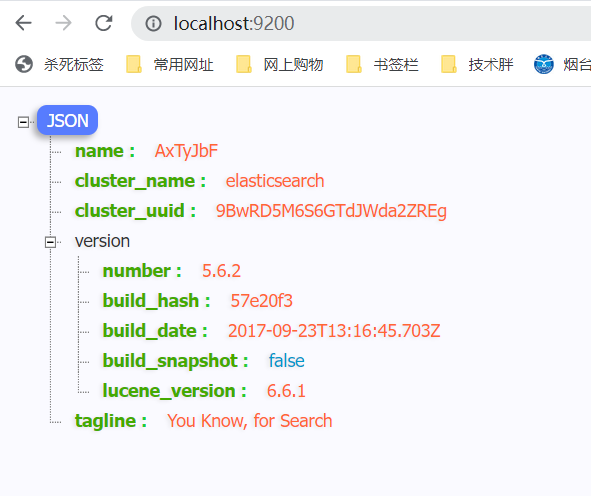 localhost:9200
杀死标签 常用网址 网上购物 书签栏 技术胖 烟台
JSON
name : AxTyJbF
cluster_name : elasticsearch
cluster_uuid : 9BwRD5M6S6GTdJWda2ZREg
version
number : 5.6.2
build_hash : 57e20f3
build_date : 2017-09-23T13:16:45.703Z
build_snapshot : false
lucene_version : 6.6.1
tagline : You Know, for Search